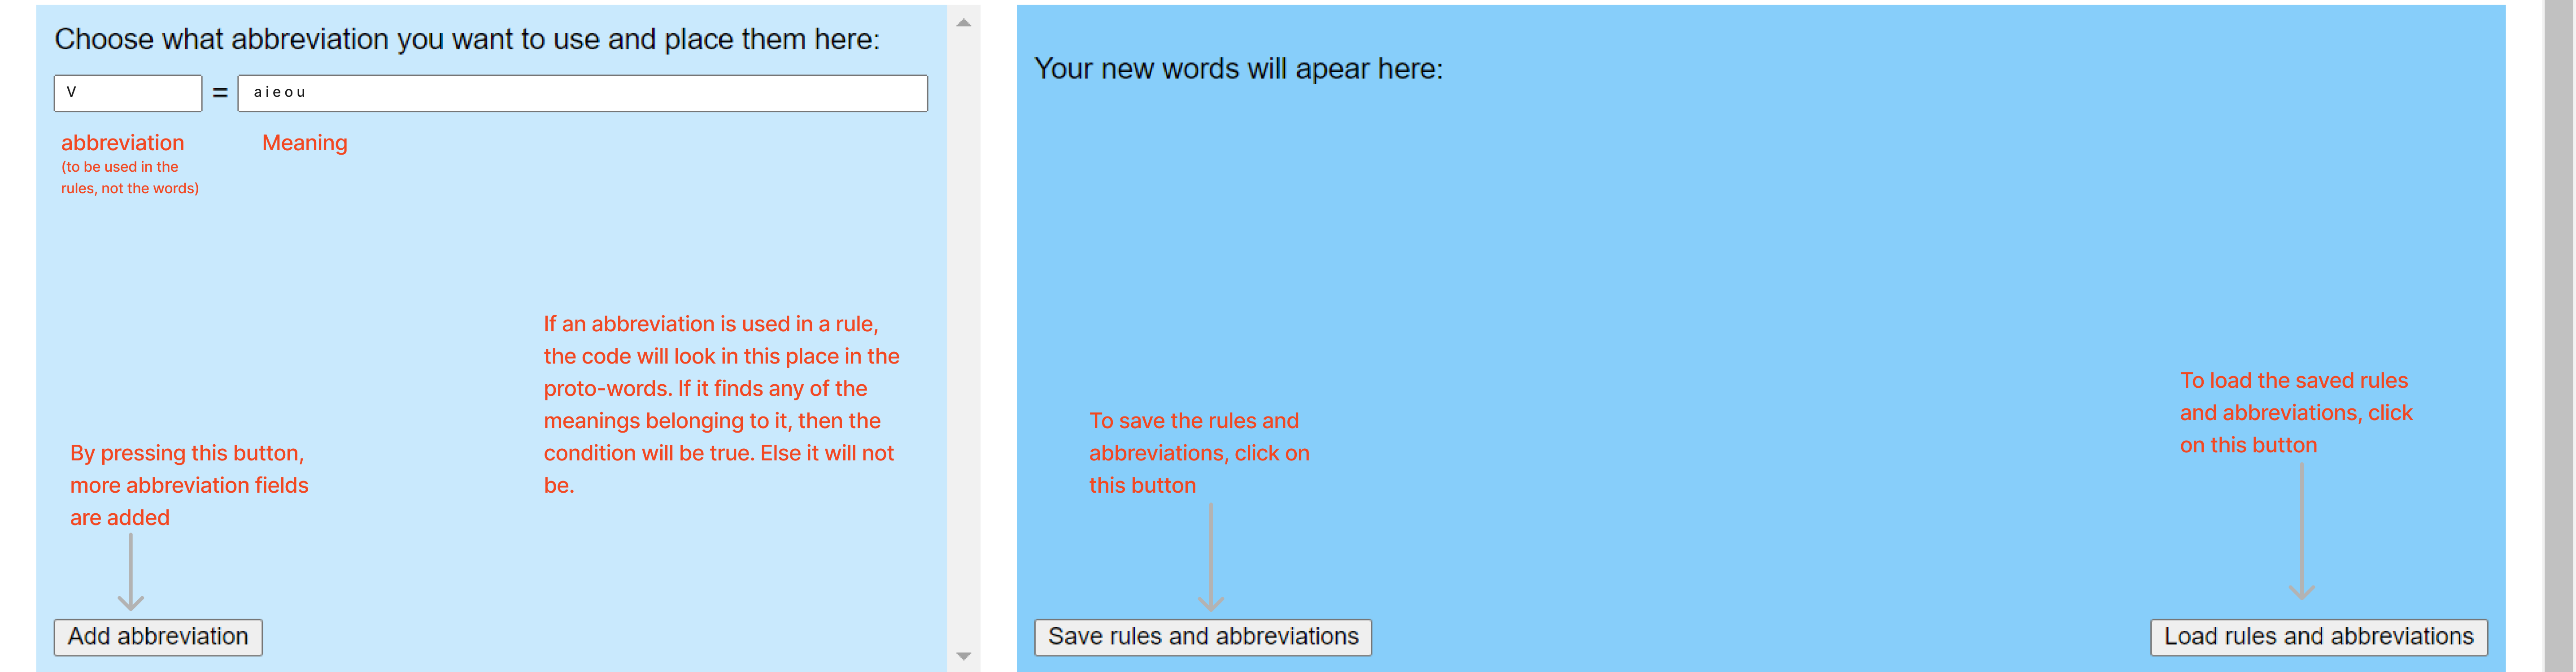 Choose what abbreviation you want to use and place them here:
V = a i e o u
abbreviation
(to be used in the
rules, not the words)
Meaning
If an abbreviation is used in a rule,
the code will look in this place in the
proto-words. If it finds any of the
meanings belonging to it, then the
condition will be true. Else it will not
be.
By pressing this button,
more abbreviation fields
are added
Add abbreviation
Your new words will apear here:
To save the rules and
abbreviations, click on
this button
Save rules and abbreviations
To load the saved rules
and abbreviations, click
on this button
Load rules and abbreviations